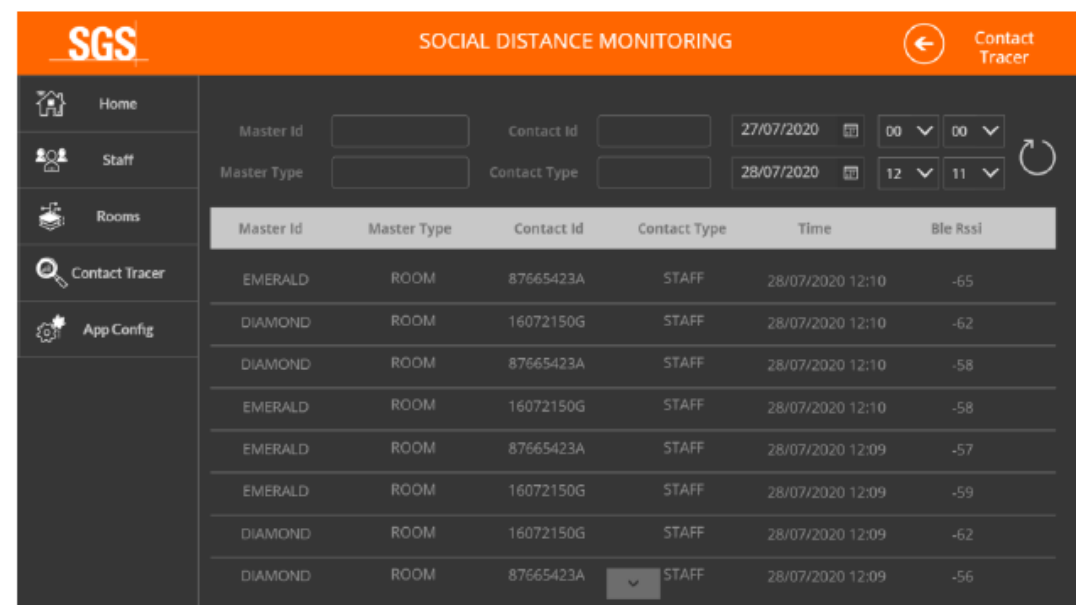 SGS SOCIAL DISTANCE MONITORING Contact Tracer
Home
Staff
Rooms
Contact Tracer
App Config
Master Id Contact Id 27/07/2020 00 00
Master Type Contact Type 28/07/2020 12 11
Master Id Master Type Contact Id Contact Type Time Ble Rssi
EMERALD ROOM 87665423A STAFF 28/07/2020 12:10 -65
DIAMOND ROOM 16072150G STAFF 28/07/2020 12:10 -62
DIAMOND ROOM 87665423A STAFF 28/07/2020 12:10 -58
EMERALD ROOM 16072150G STAFF 28/07/2020 12:10 -58
EMERALD ROOM 87665423A STAFF 28/07/2020 12:09 -57
EMERALD ROOM 16072150G STAFF 28/07/2020 12:09 -59
DIAMOND ROOM 16072150G STAFF 28/07/2020 12:09 -62
DIAMOND ROOM 87665423A STAFF 28/07/2020 12:09 -56